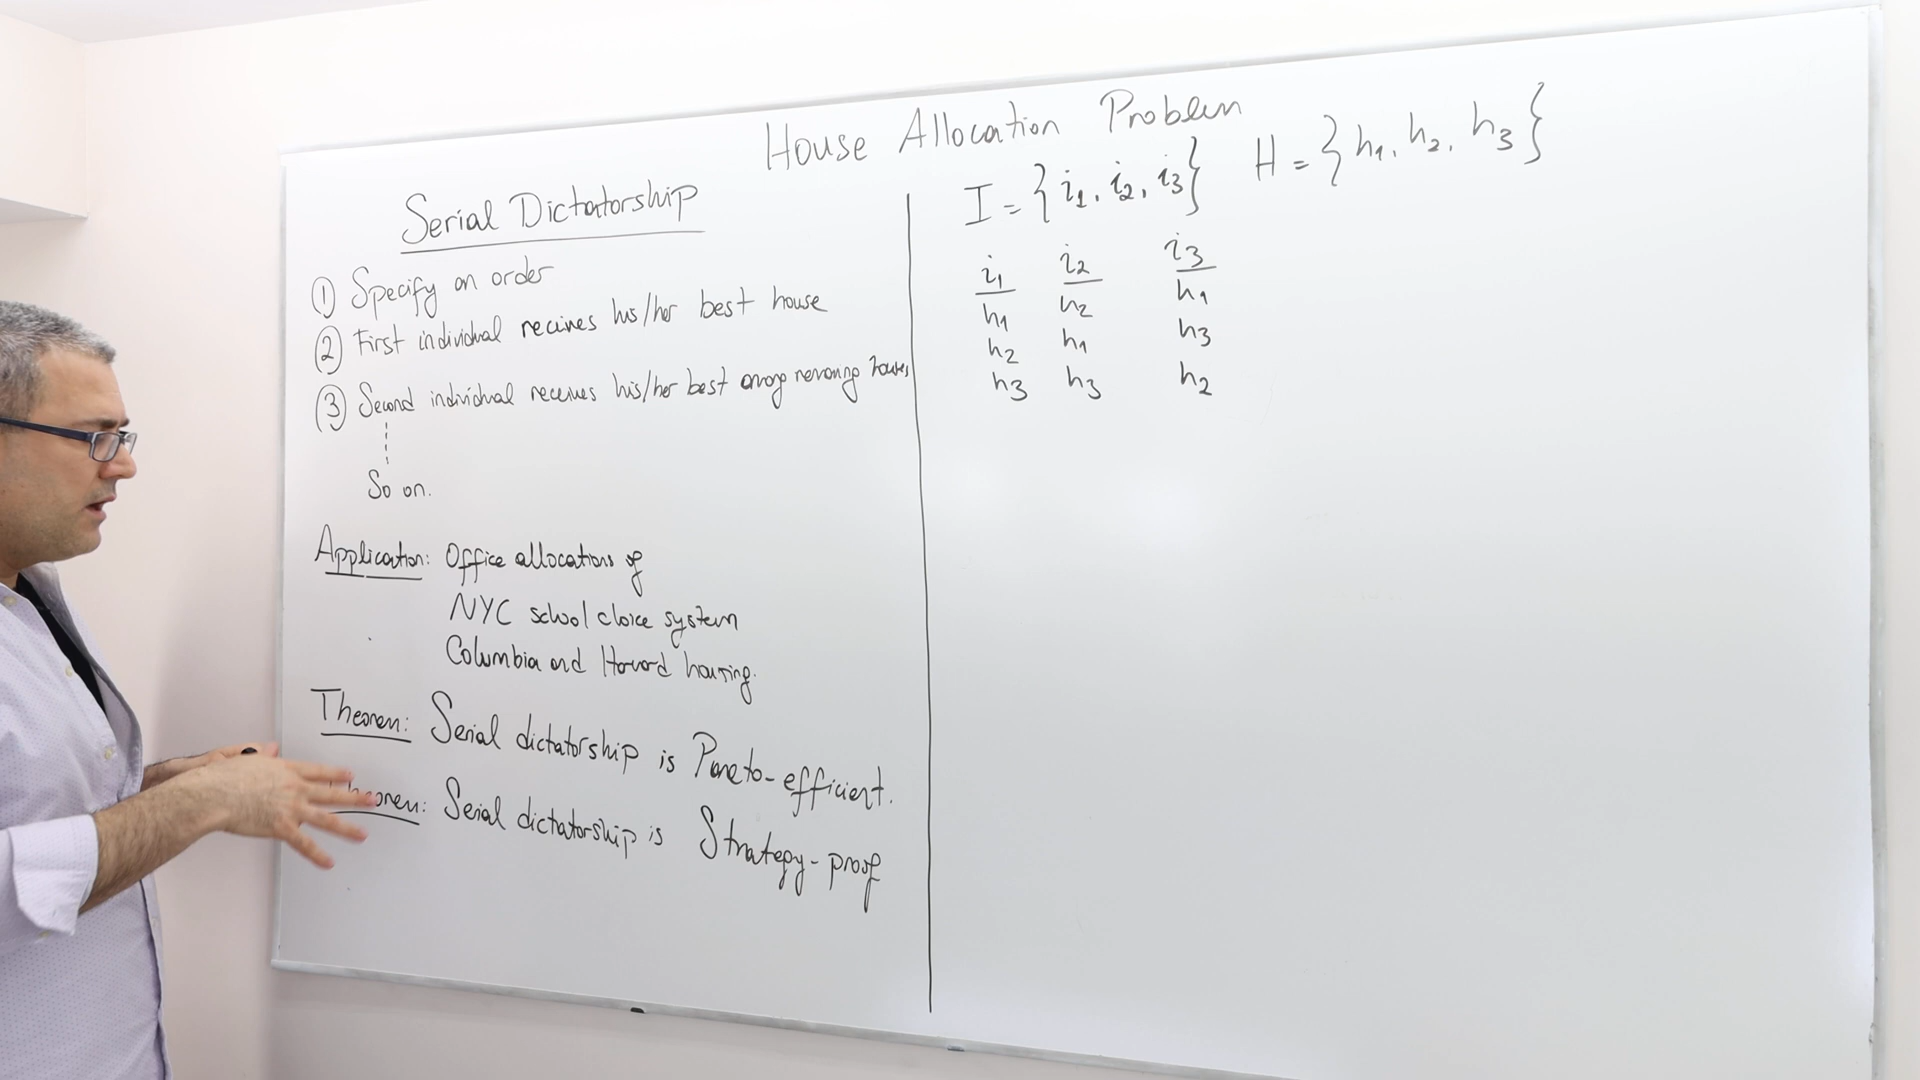 House Allocation Problem
Serial Dictatorship
① Specify an order
② First individual receives his/her best house
③ Second individual receives his/her best among remaining houses
So on.
Application: Office allocations of
NYC school choice system
Columbia and Harvard housing.
Theorem: Serial dictatorship is Pareto-efficient.
Theorem: Serial dictatorship is Strategy-proof
I = { i1, i2, i3 } H = { h1, h2, h3 }
i1 i2 i3
h1 h2 h1
h2 h1 h3
h3 h3 h2